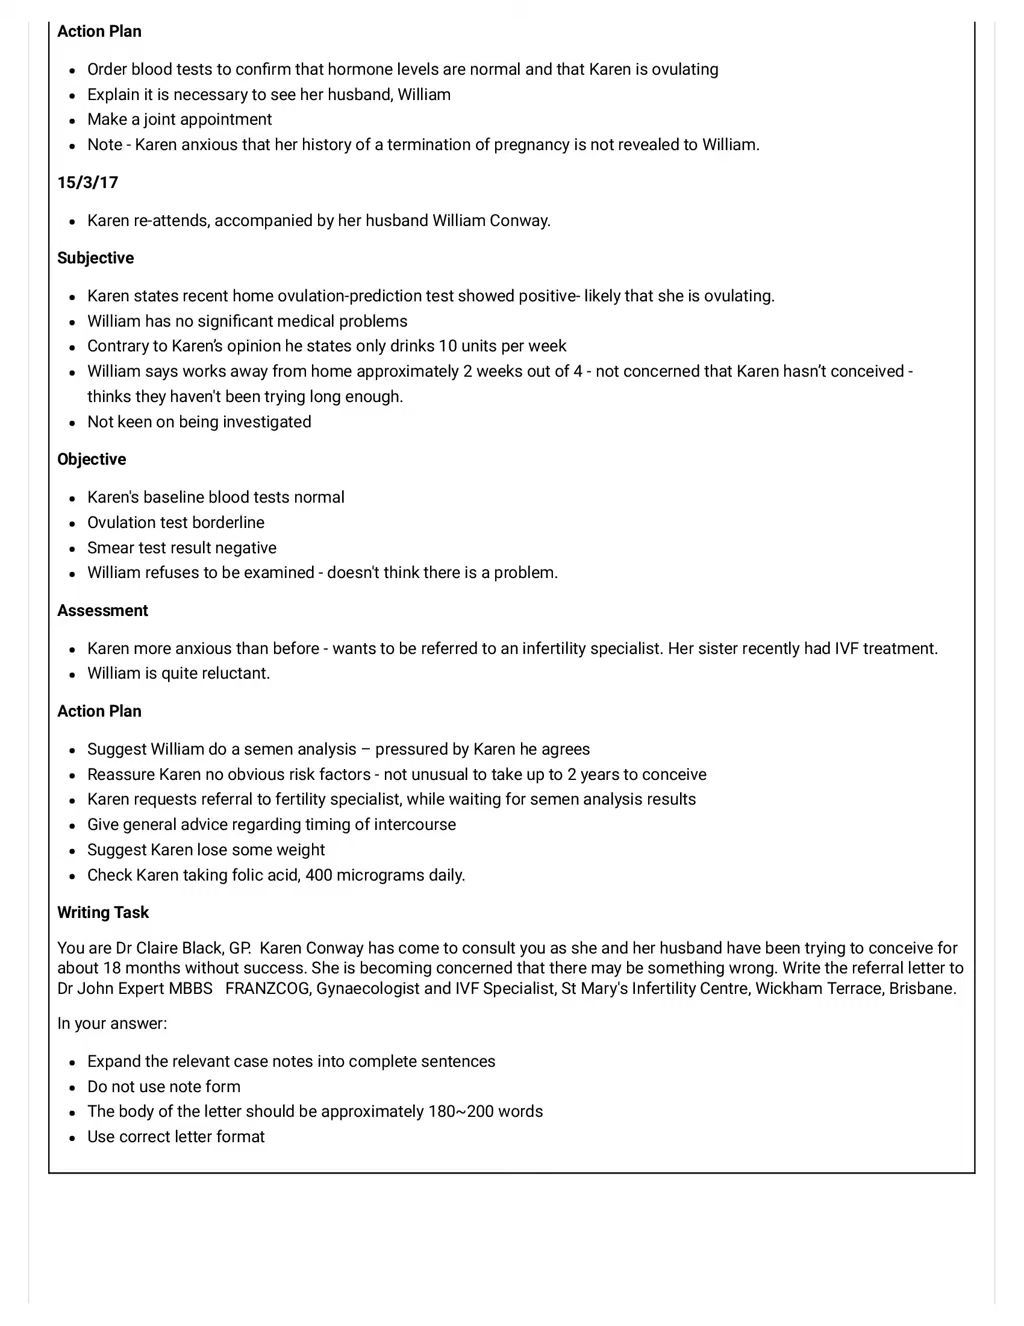 Action Plan
Order blood tests to confirm that hormone levels are normal and that Karen is ovulating
Explain it is necessary to see her husband, William
Make a joint appointment
Note - Karen anxious that her history of a termination of pregnancy is not revealed to William.
15/3/17
Karen re-attends, accompanied by her husband William Conway.
Subjective
Karen states recent home ovulation-prediction test showed positive- likely that she is ovulating.
William has no significant medical problems
Contrary to Karen’s opinion he states only drinks 10 units per week
William says works away from home approximately 2 weeks out of 4 - not concerned that Karen hasn’t conceived -
thinks they haven't been trying long enough.
Not keen on being investigated
Objective
Karen's baseline blood tests normal
Ovulation test borderline
Smear test result negative
William refuses to be examined - doesn't think there is a problem.
Assessment
Karen more anxious than before - wants to be referred to an infertility specialist. Her sister recently had IVF treatment.
William is quite reluctant.
Action Plan
Suggest William do a semen analysis – pressured by Karen he agrees
Reassure Karen no obvious risk factors - not unusual to take up to 2 years to conceive
Karen requests referral to fertility specialist, while waiting for semen analysis results
Give general advice regarding timing of intercourse
Suggest Karen lose some weight
Check Karen taking folic acid, 400 micrograms daily.
Writing Task
You are Dr Claire Black, GP. Karen Conway has come to consult you as she and her husband have been trying to conceive for
about 18 months without success. She is becoming concerned that there may be something wrong. Write the referral letter to
Dr John Expert MBBS FRANZCOG, Gynaecologist and IVF Specialist, St Mary's Infertility Centre, Wickham Terrace, Brisbane.
In your answer:
Expand the relevant case notes into complete sentences
Do not use note form
The body of the letter should be approximately 180~200 words
Use correct letter format